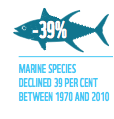 -39%
MARINE SPECIES
DECLINED 39 PER CENT
BETWEEN 1970 AND 2010